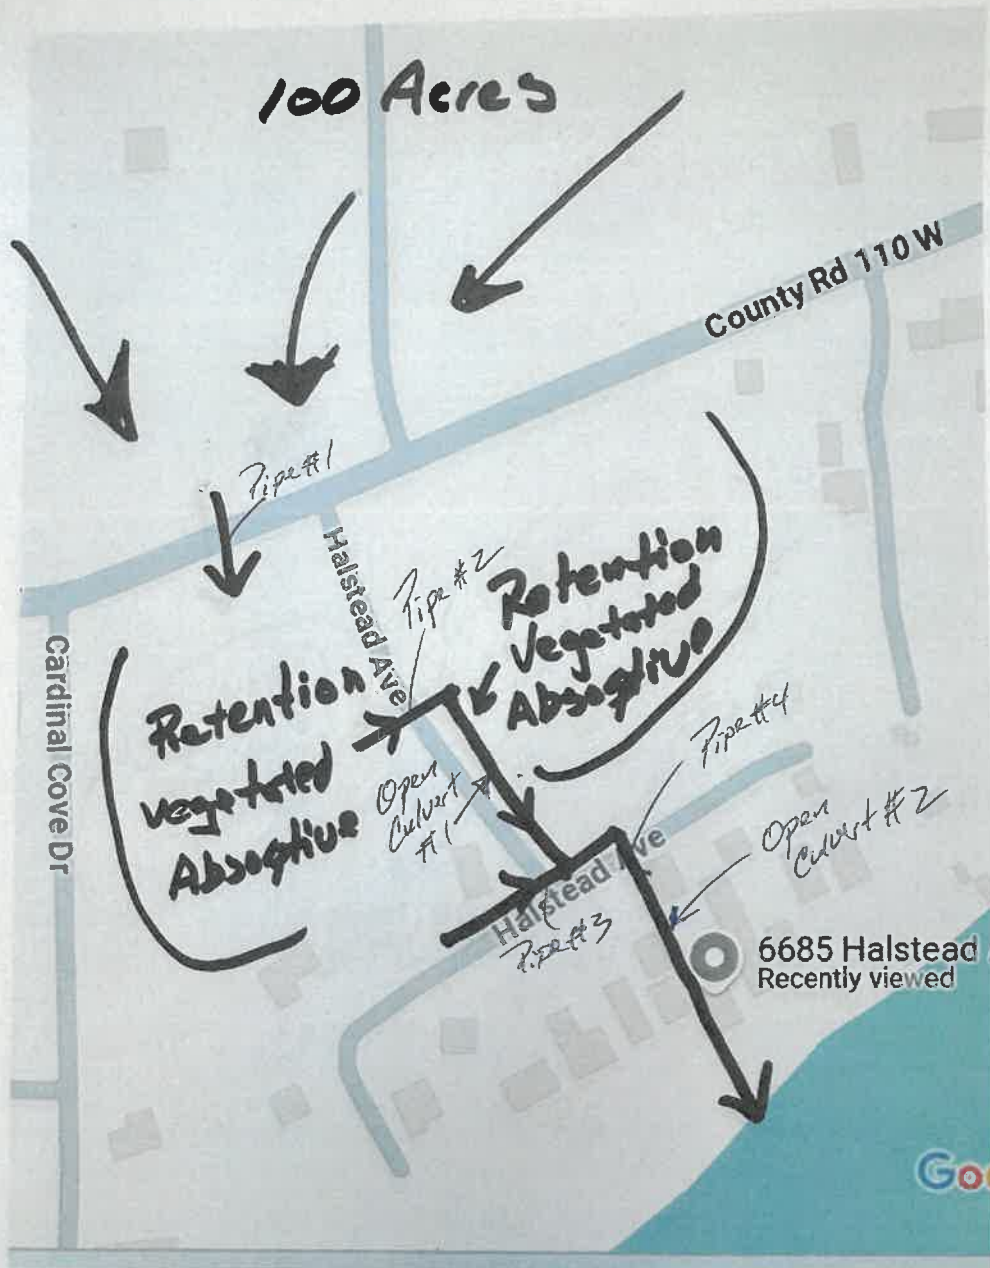 100 Acres
County Rd 110 W
Pipe #1
Halstead Ave
Pipe #2
Retention
Vegetated
Absorptive
Cardinal Cove Dr
Retention
vegetated
Absorptive
Open
Culvert
#1
Pipe #4
Open
Culvert #2
Halstead Ave
Pipe #3
6685 Halstead
Recently viewed
Goo